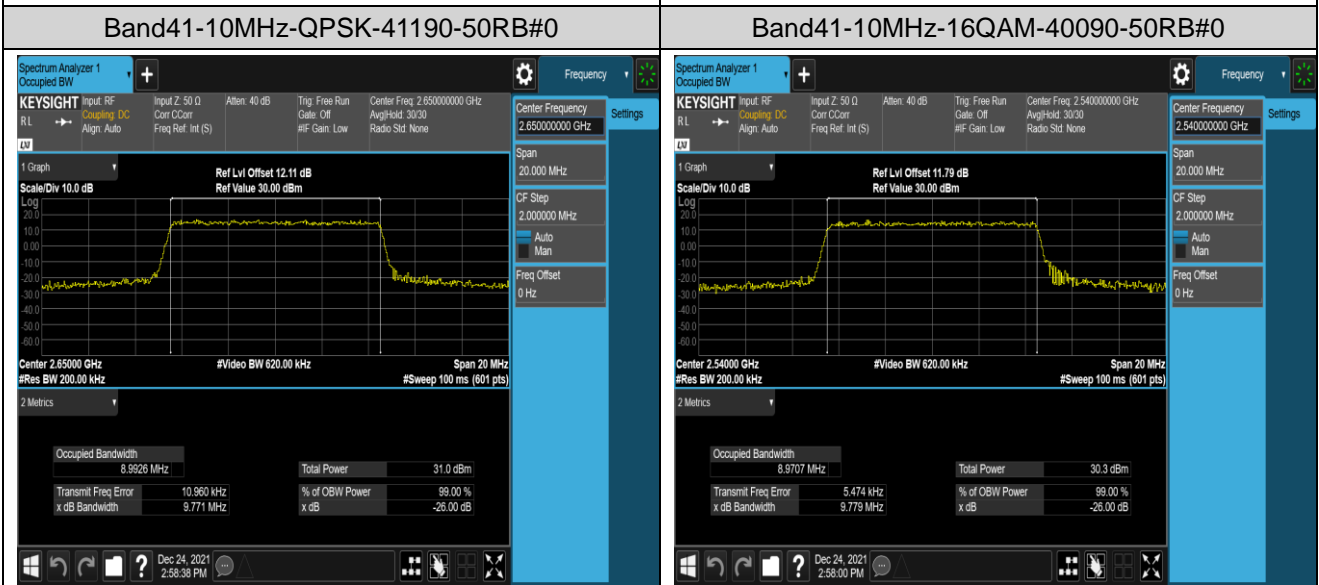 Band41-10MHz-QPSK-41190-50RB#0
Spectrum Analyzer 1
Occupied BW
+
Frequency
KEYSIGHT
RL
LXI
Input: RF
Coupling: DC
Align: Auto
Input Z: 50 Ω
Corr CCorr
Freq Ref: Int (S)
Atten: 40 dB
Trig: Free Run
Gate: Off
#IF Gain: Low
Center Freq: 2.650000000 GHz
Avg|Hold: 30/30
Radio Std: None
Center Frequency
2.650000000 GHz
Settings
Span
20.000 MHz
CF Step
2.000000 MHz
Auto
Man
Freq Offset
0 Hz
1 Graph
Ref Lvl Offset 12.11 dB
Scale/Div 10.0 dB
Ref Value 30.00 dBm
Log
20.0
10.0
0.00
-10.0
-20.0
-30.0
-40.0
-50.0
-60.0
Center 2.65000 GHz
#Video BW 620.00 kHz
Span 20 MHz
#Res BW 200.00 kHz
#Sweep 100 ms (601 pts)
2 Metrics
Occupied Bandwidth
8.9926 MHz
Total Power 31.0 dBm
Transmit Freq Error 10.960 kHz
% of OBW Power 99.00 %
x dB Bandwidth 9.771 MHz
x dB -26.00 dB
?
Dec 24, 2021
2:58:38 PM
Band41-10MHz-16QAM-40090-50RB#0
Spectrum Analyzer 1
Occupied BW
+
Frequency
KEYSIGHT
RL
LXI
Input: RF
Coupling: DC
Align: Auto
Input Z: 50 Ω
Corr CCorr
Freq Ref: Int (S)
Atten: 40 dB
Trig: Free Run
Gate: Off
#IF Gain: Low
Center Freq: 2.540000000 GHz
Avg|Hold: 30/30
Radio Std: None
Center Frequency
2.540000000 GHz
Settings
Span
20.000 MHz
CF Step
2.000000 MHz
Auto
Man
Freq Offset
0 Hz
1 Graph
Ref Lvl Offset 11.79 dB
Scale/Div 10.0 dB
Ref Value 30.00 dBm
Log
20.0
10.0
0.00
-10.0
-20.0
-30.0
-40.0
-50.0
-60.0
Center 2.54000 GHz
#Video BW 620.00 kHz
Span 20 MHz
#Res BW 200.00 kHz
#Sweep 100 ms (601 pts)
2 Metrics
Occupied Bandwidth
8.9707 MHz
Total Power 30.3 dBm
Transmit Freq Error 5.474 kHz
% of OBW Power 99.00 %
x dB Bandwidth 9.779 MHz
x dB -26.00 dB
?
Dec 24, 2021
2:58:00 PM